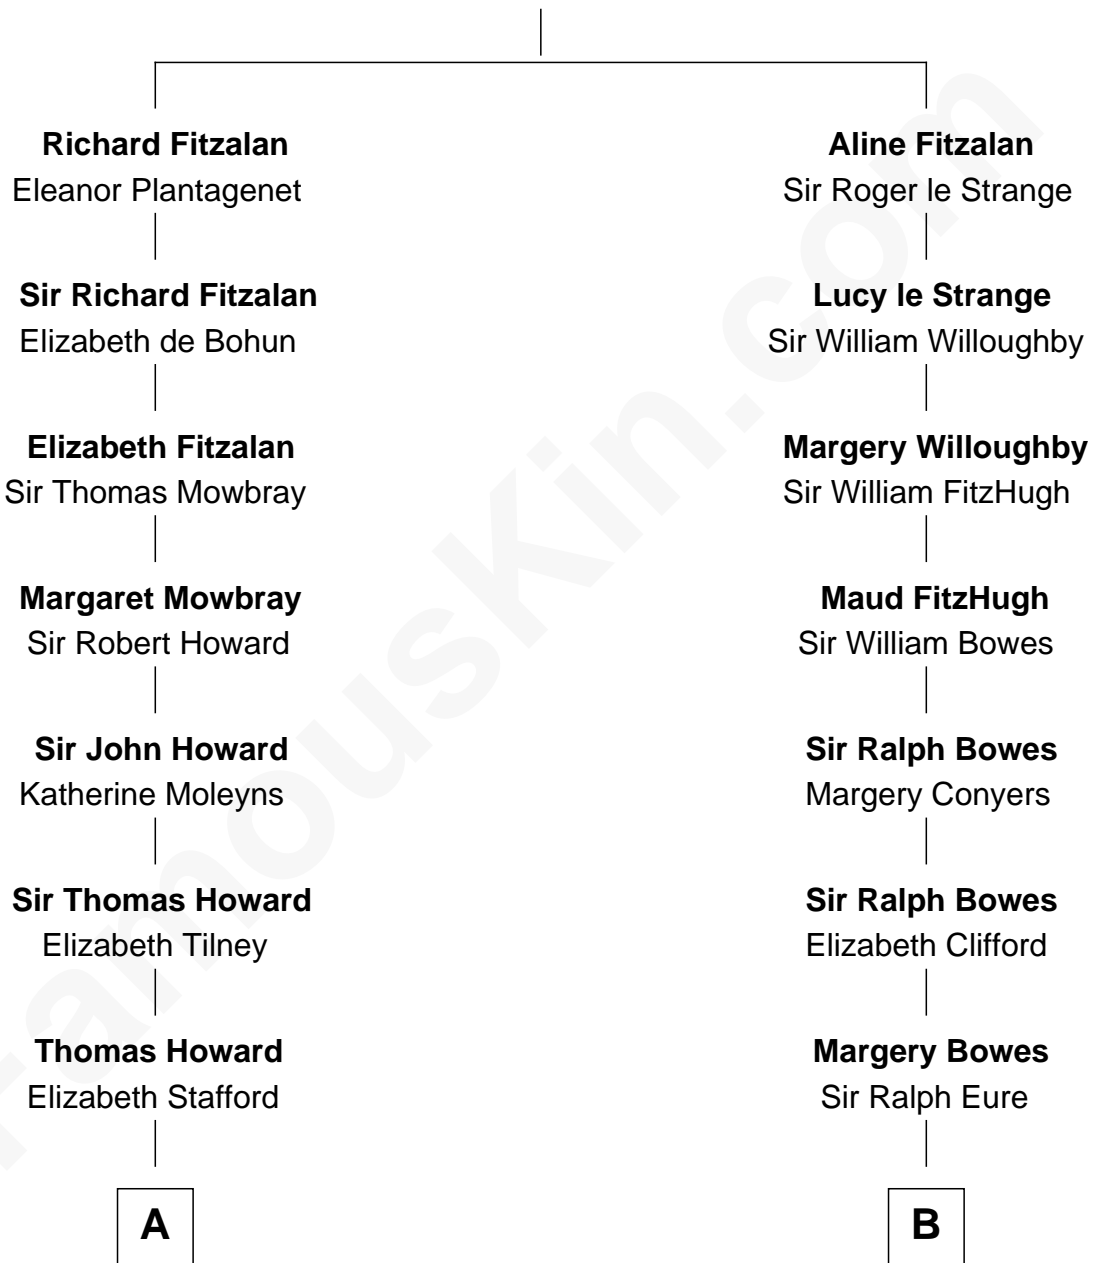 Richard Fitzalan
Eleanor Plantagenet
Sir Richard Fitzalan
Elizabeth de Bohun
Elizabeth Fitzalan
Sir Thomas Mowbray
Margaret Mowbray
Sir Robert Howard
Sir John Howard
Katherine Moleyns
Sir Thomas Howard
Elizabeth Tilney
Thomas Howard
Elizabeth Stafford
A
Aline Fitzalan
Sir Roger le Strange
Lucy le Strange
Sir William Willoughby
Margery Willoughby
Sir William FitzHugh
Maud FitzHugh
Sir William Bowes
Sir Ralph Bowes
Margery Conyers
Sir Ralph Bowes
Elizabeth Clifford
Margery Bowes
Sir Ralph Eure
B
FamousKin.com